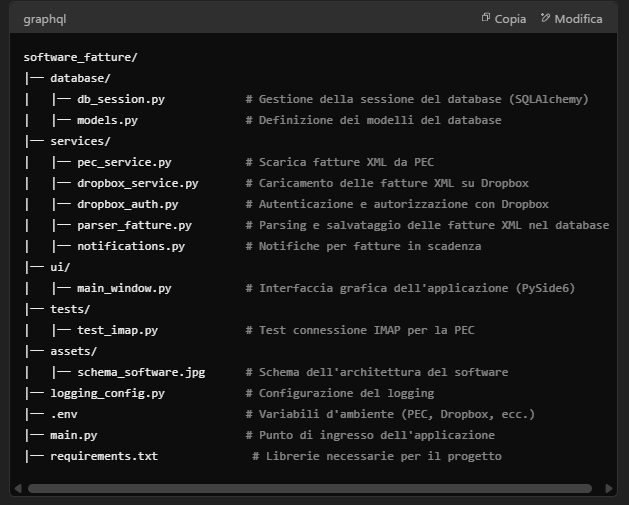 graphql
Copia
Modifica
software_fatture/
|── database/
|   |── db_session.py            # Gestione della sessione del database (SQLAlchemy)
|   |── models.py                # Definizione dei modelli del database
|── services/
|   |── pec_service.py           # Scarica fatture XML da PEC
|   |── dropbox_service.py       # Caricamento delle fatture XML su Dropbox
|   |── dropbox_auth.py          # Autenticazione e autorizzazione con Dropbox
|   |── parser_fatture.py        # Parsing e salvataggio delle fatture XML nel database
|   |── notifications.py         # Notifiche per fatture in scadenza
|── ui/
|   |── main_window.py           # Interfaccia grafica dell'applicazione (PySide6)
|── tests/
|   |── test_imap.py             # Test connessione IMAP per la PEC
|── assets/
|   |── schema_software.jpg      # Schema dell'architettura del software
|── logging_config.py            # Configurazione del logging
|── .env                         # Variabili d'ambiente (PEC, Dropbox, ecc.)
|── main.py                      # Punto di ingresso dell'applicazione
|── requirements.txt              # Librerie necessarie per il progetto